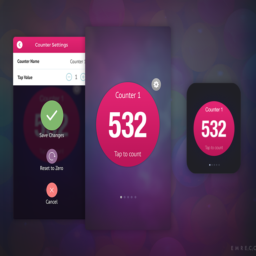 Counter Settings
Counter Name
Counter 1
Tap Value
1
Save Changes
Reset to Zero
Cancel
Counter 1
532
Tap to count
Counter 1
532
Tap to count